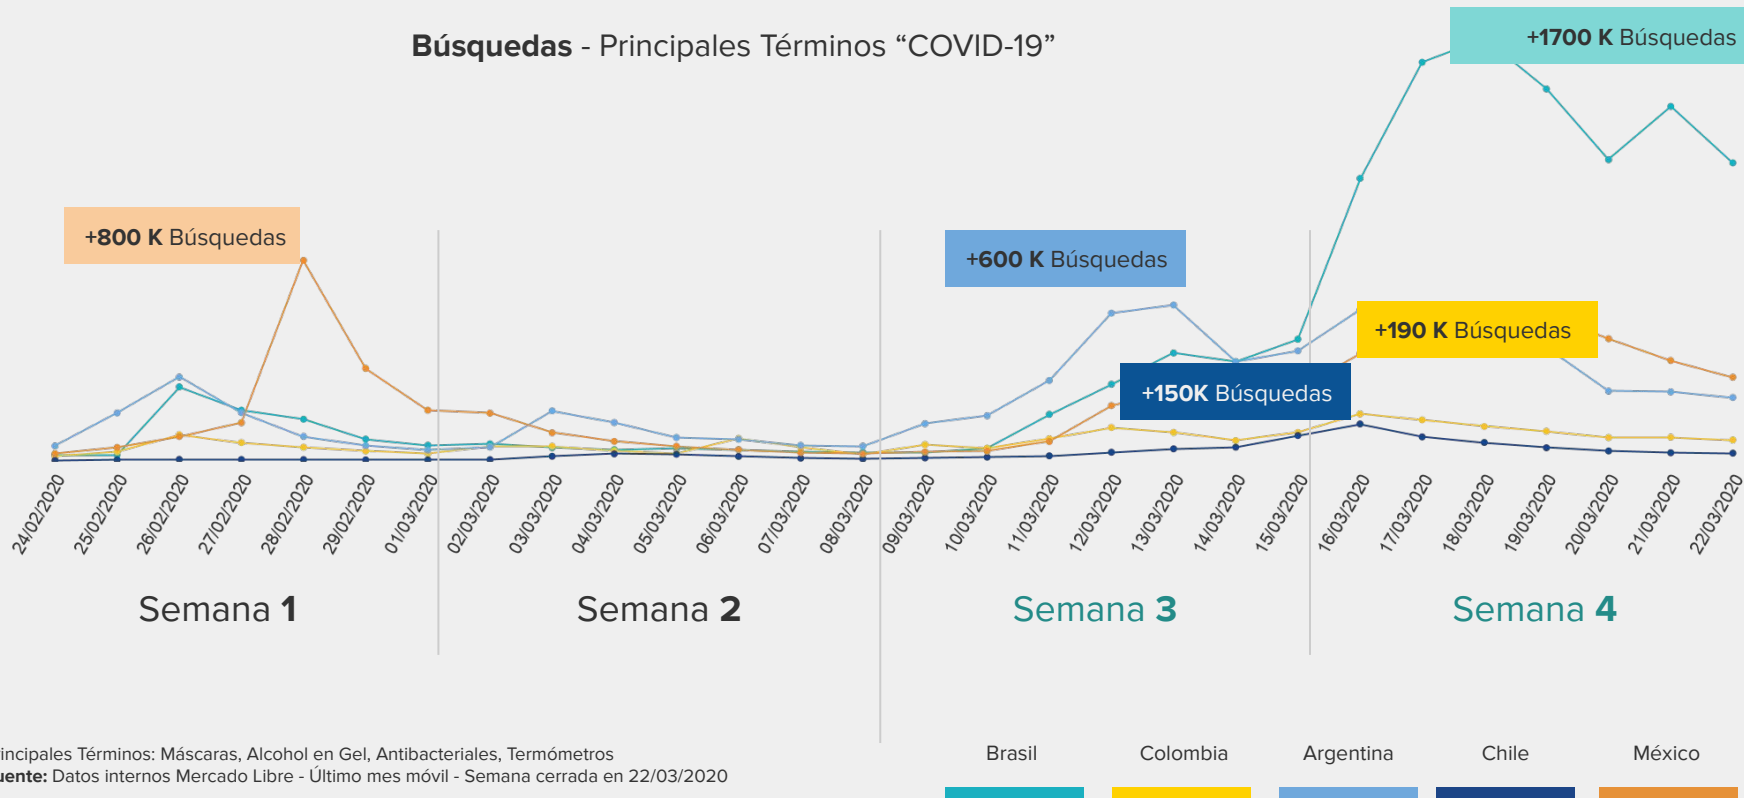 Búsquedas - Principales Términos “COVID-19”
+1700 K Búsquedas
+800 K Búsquedas
+600 K Búsquedas
+190 K Búsquedas
+150K Búsquedas
24/02/2020
25/02/2020
26/02/2020
27/02/2020
28/02/2020
29/02/2020
01/03/2020
02/03/2020
03/03/2020
04/03/2020
05/03/2020
06/03/2020
07/03/2020
08/03/2020
09/03/2020
10/03/2020
11/03/2020
12/03/2020
13/03/2020
14/03/2020
15/03/2020
16/03/2020
17/03/2020
18/03/2020
19/03/2020
20/03/2020
21/03/2020
22/03/2020
Semana 1
Semana 2
Semana 3
Semana 4
incipales Términos: Máscaras, Alcohol en Gel, Antibacteriales, Termómetros
uente: Datos internos Mercado Libre - Último mes móvil - Semana cerrada en 22/03/2020
Brasil
Colombia
Argentina
Chile
México